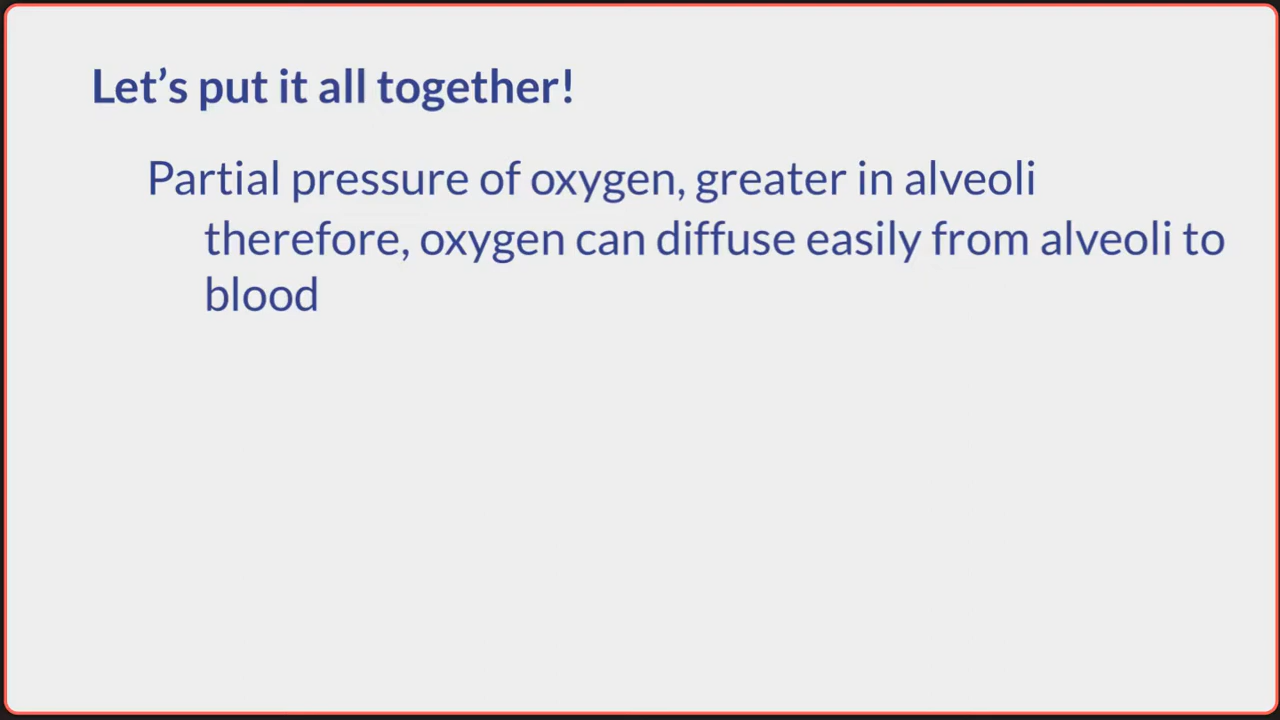 Let’s put it all together!
Partial pressure of oxygen, greater in alveoli
therefore, oxygen can diffuse easily from alveoli to
blood